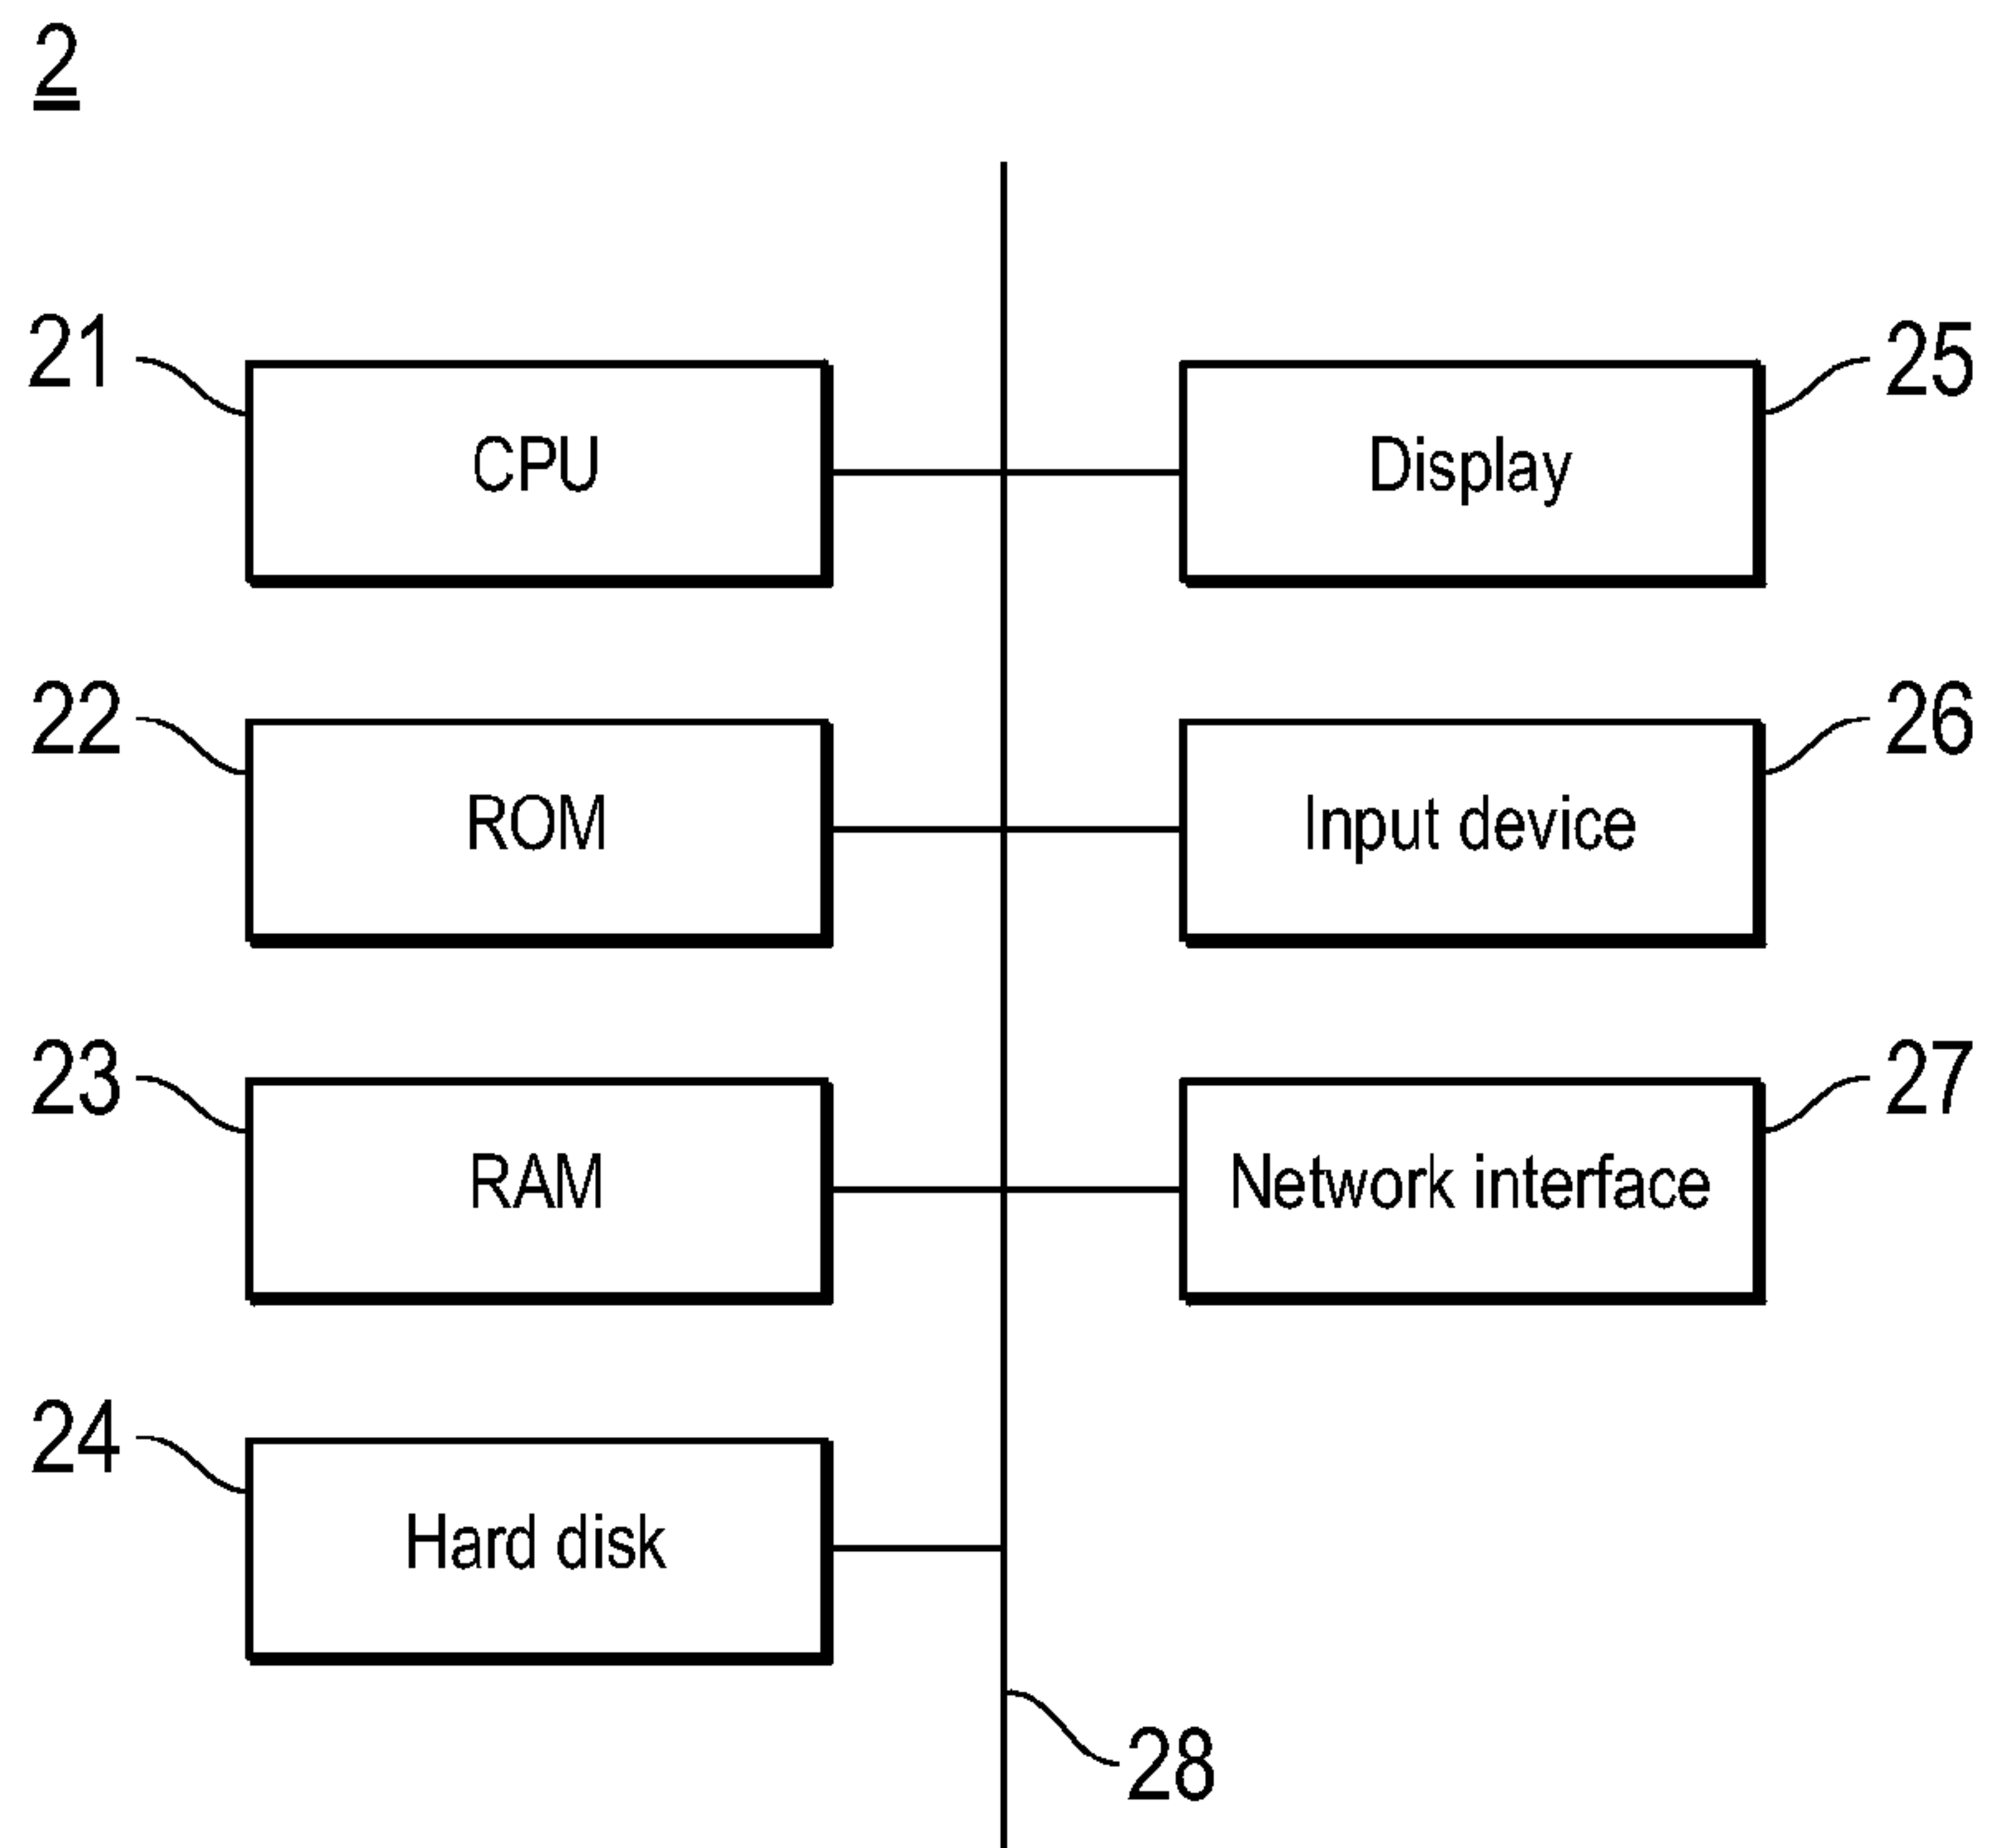 2
21
CPU
25
Display
22
ROM
26
Input device
23
RAM
27
Network interface
24
Hard disk
28